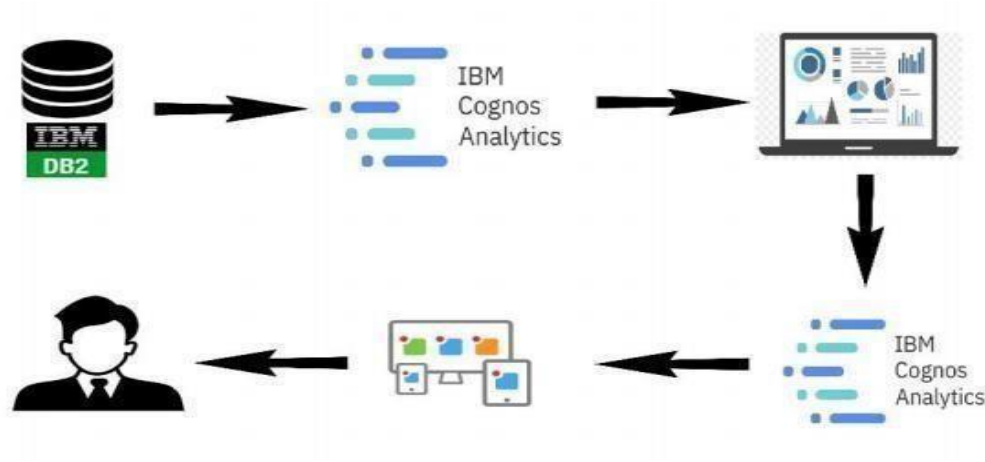 IBM
DB2
IBM
Cognos
Analytics
IBM
Cognos
Analytics